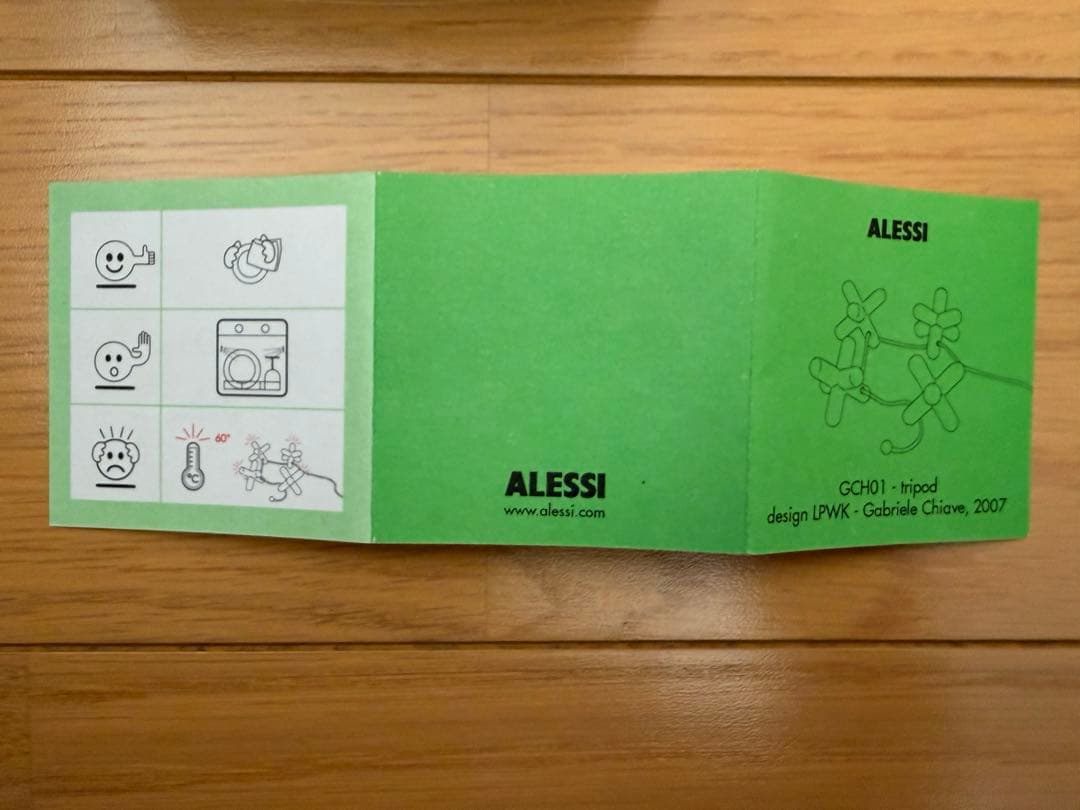 60°
°C
ALESSI
www.alessi.com
ALESSI
GCH01 - tripod
design LPWK - Gabriele Chiave, 2007